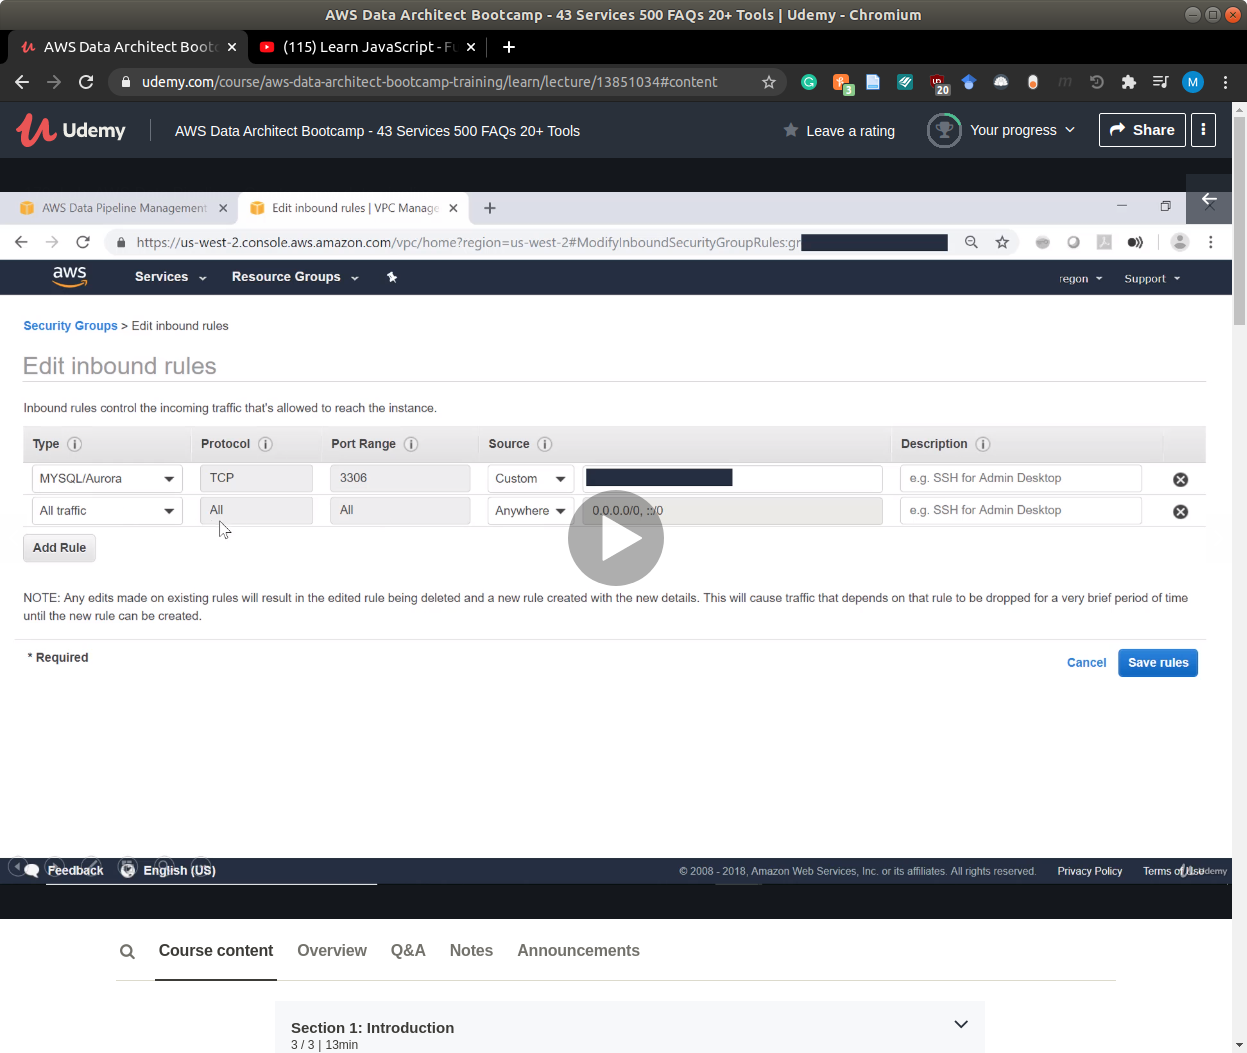 AWS Data Architect Bootcamp - 43 Services 500 FAQs 20+ Tools | Udemy - Chromium
AWS Data Architect Bootc
(115) Learn JavaScript - Fu
udemy.com/course/aws-data-architect-bootcamp-training/learn/lecture/13851034#content
3
20
M
Udemy
AWS Data Architect Bootcamp - 43 Services 500 FAQs 20+ Tools
Leave a rating
Your progress
Share
AWS Data Pipeline Management
Edit inbound rules | VPC Manage
https://us-west-2.console.aws.amazon.com/vpc/home?region=us-west-2#ModifyInboundSecurityGroupRules:gr
aws
Services
Resource Groups
regon
Support
Security Groups > Edit inbound rules
Edit inbound rules
Inbound rules control the incoming traffic that's allowed to reach the instance.
Type Protocol Port Range Source Description
MYSQL/Aurora TCP 3306 Custom e.g. SSH for Admin Desktop
All traffic All All Anywhere 0.0.0.0/0, ::/0 e.g. SSH for Admin Desktop
Add Rule
NOTE: Any edits made on existing rules will result in the edited rule being deleted and a new rule created with the new details. This will cause traffic that depends on that rule to be dropped for a very brief period of time
until the new rule can be created.
* Required
Cancel
Save rules
Feedback
English (US)
© 2008 - 2018, Amazon Web Services, Inc. or its affiliates. All rights reserved.
Privacy Policy
Terms of Use
Udemy
Course content
Overview
Q&A
Notes
Announcements
Section 1: Introduction
3 / 3 | 13min